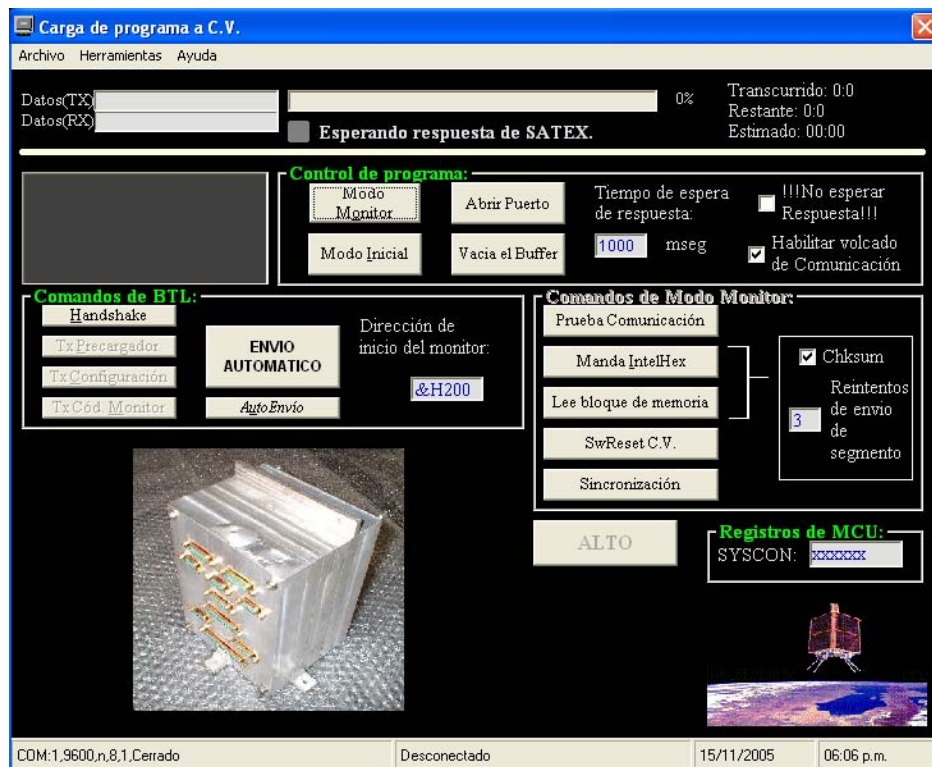 Carga de programa a C.V.
Archivo Herramientas Ayuda
Datos(TX)
Datos(RX)
0%
Esperando respuesta de SATEX.
Transcurrido: 0:0
Restante: 0:0
Estimado: 00:00
Control de programa:
Modo Monitor
Abrir Puerto
Modo Inicial
Vacia el Buffer
Tiempo de espera
de respuesta:
1000 mseg
!!!No esperar
Respuesta!!!
Habilitar volcado
de Comunicación
Comandos de BTL:
Handshake
Tx Precargador
Tx Configuración
Tx Cód. Monitor
ENVIO
AUTOMATICO
AutoEnvío
Dirección de
inicio del monitor:
&H200
Comandos de Modo Monitor:
Prueba Comunicación
Manda IntelHex
Lee bloque de memoria
SwReset C.V.
Sincronización
Chksum
Reintentos
de envio
de
segmento
3
ALTO
Registros de MCU:
SYSCON: xxxxxx
COM:1,9600,n,8,1,Cerrado
Desconectado
15/11/2005
06:06 p.m.